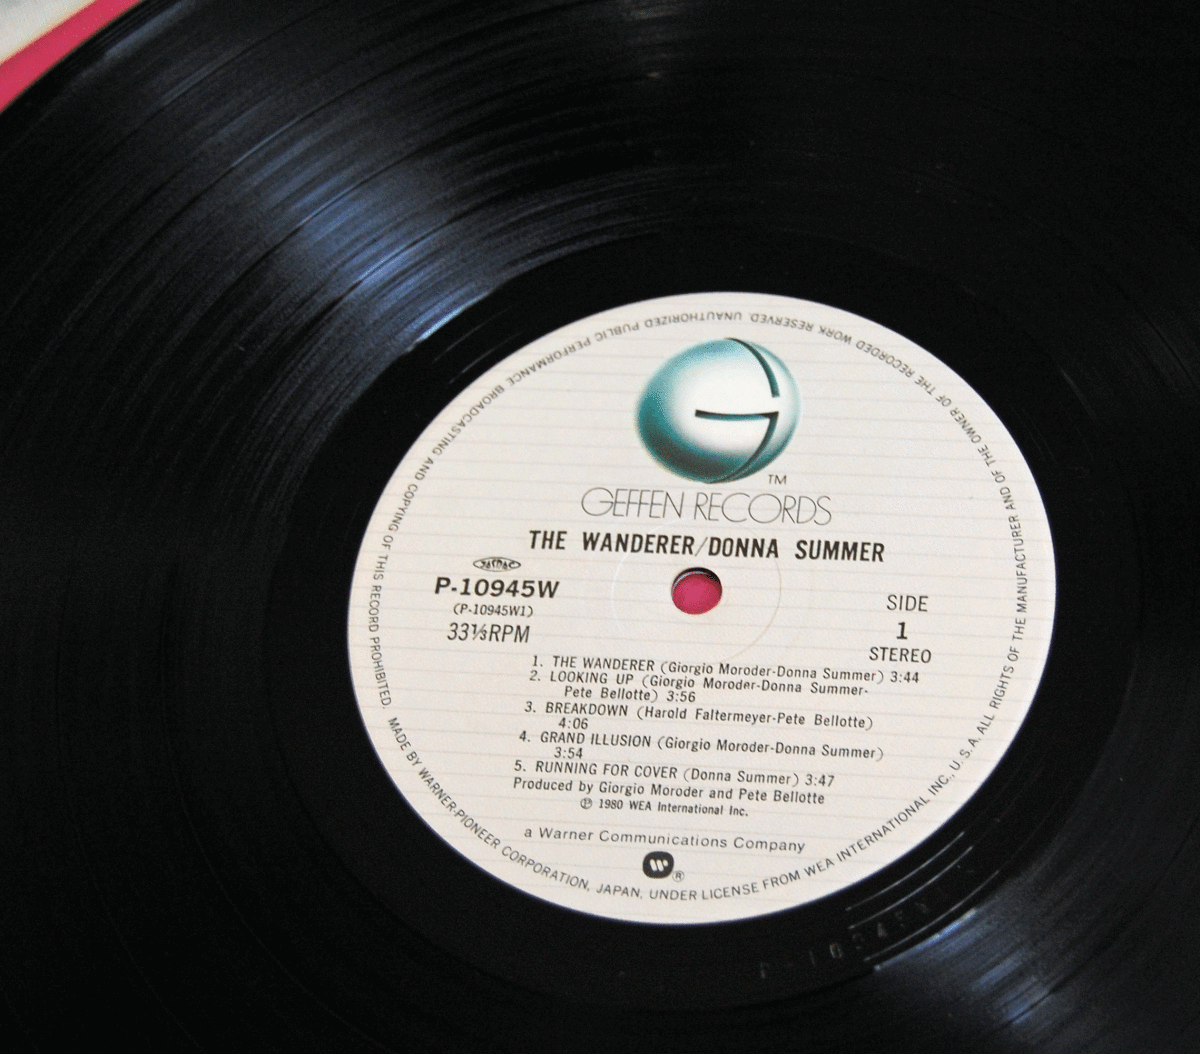 GEFFEN RECORDS
TM
THE WANDERER/DONNA SUMMER
P-10945W
(P-10945W1)
33⅓RPM
SIDE
1
STEREO
1. THE WANDERER (Giorgio Moroder-Donna Summer) 3:44
2. LOOKING UP (Giorgio Moroder-Donna Summer-
Pete Bellotte) 3:56
3. BREAKDOWN (Harold Faltermeyer-Pete Bellotte)
4:06
4. GRAND ILLUSION (Giorgio Moroder-Donna Summer)
3:54
5. RUNNING FOR COVER (Donna Summer) 3:47
Produced by Giorgio Moroder and Pete Bellotte
℗ 1980 WEA International Inc.
a Warner Communications Company
®
MADE BY WARNER-PIONEER CORPORATION, JAPAN, UNDER LICENSE FROM WEA INTERNATIONAL INC., U.S.A. ALL RIGHTS OF THE MANUFACTURER AND OF THE OWNER OF THE RECORDED WORK RESERVED. UNAUTHORIZED PUBLIC PERFORMANCE BROADCASTING AND COPYING OF THIS RECORD PROHIBITED.